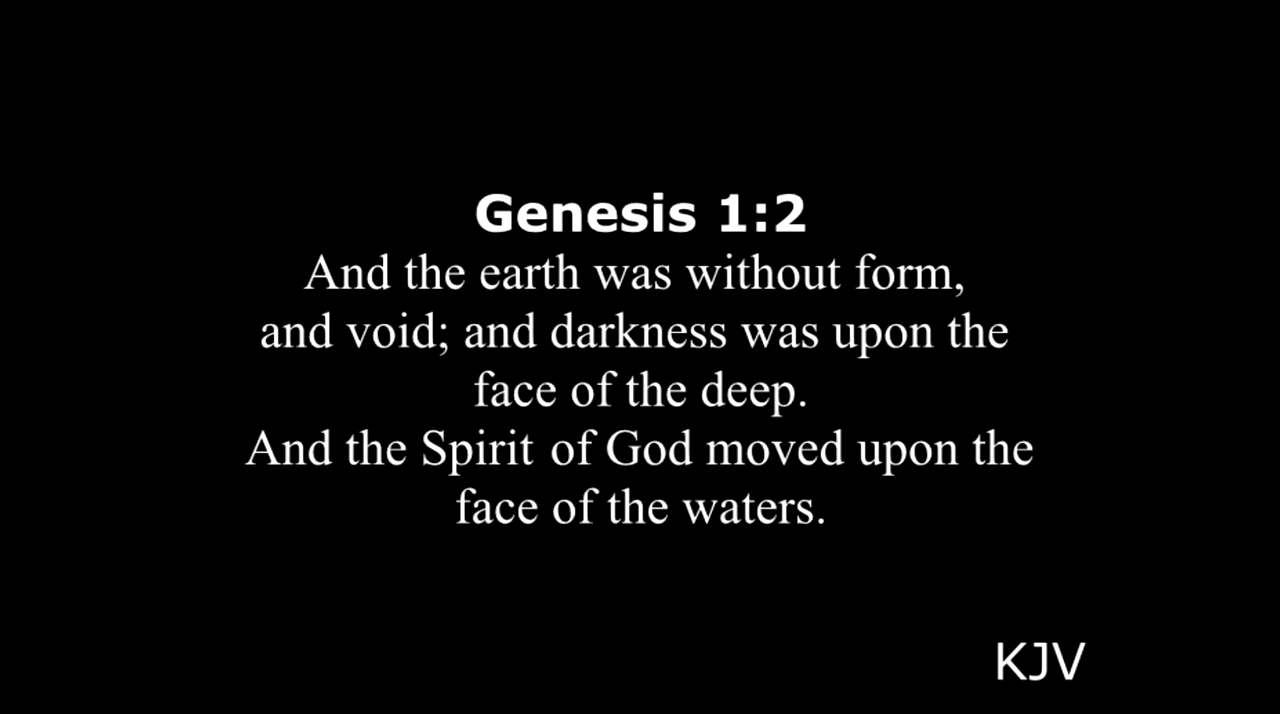 Genesis 1:2
And the earth was without form,
and void; and darkness was upon the
face of the deep.
And the Spirit of God moved upon the
face of the waters.
KJV